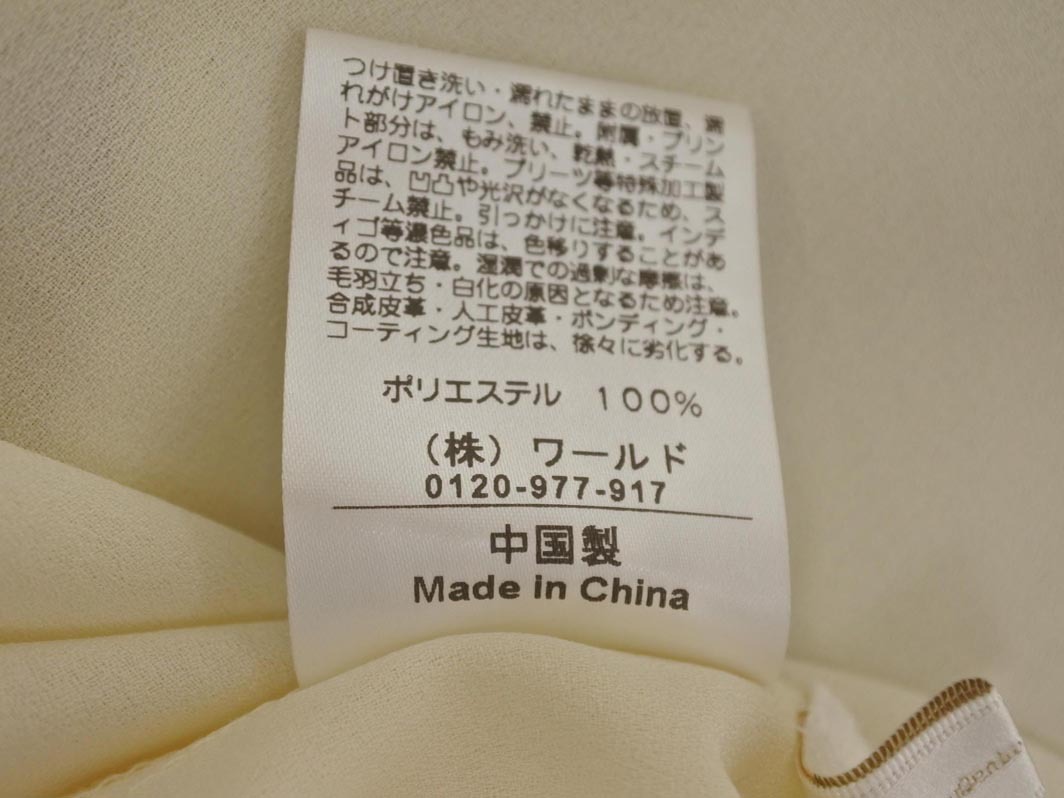 つけ置き洗い・濡れたままの放置、濡
れがけアイロン、禁止。附属・プリン
ト部分は、もみ洗い、乾熱・スチーム
アイロン禁止。プリーツ等特殊加工製
品は、凹凸や光沢がなくなるため、ス
チーム禁止。引っかけに注意。インデ
ィゴ等濃色品は、色移りすることがあ
るので注意。湿潤での過剰な摩擦は、
毛羽立ち・白化の原因となるため注意。
合成皮革・人工皮革・ボンディング・
コーティング生地は、徐々に劣化する。
ポリエステル 100%
(株)ワールド
0120-977-917
中国製
Made in China